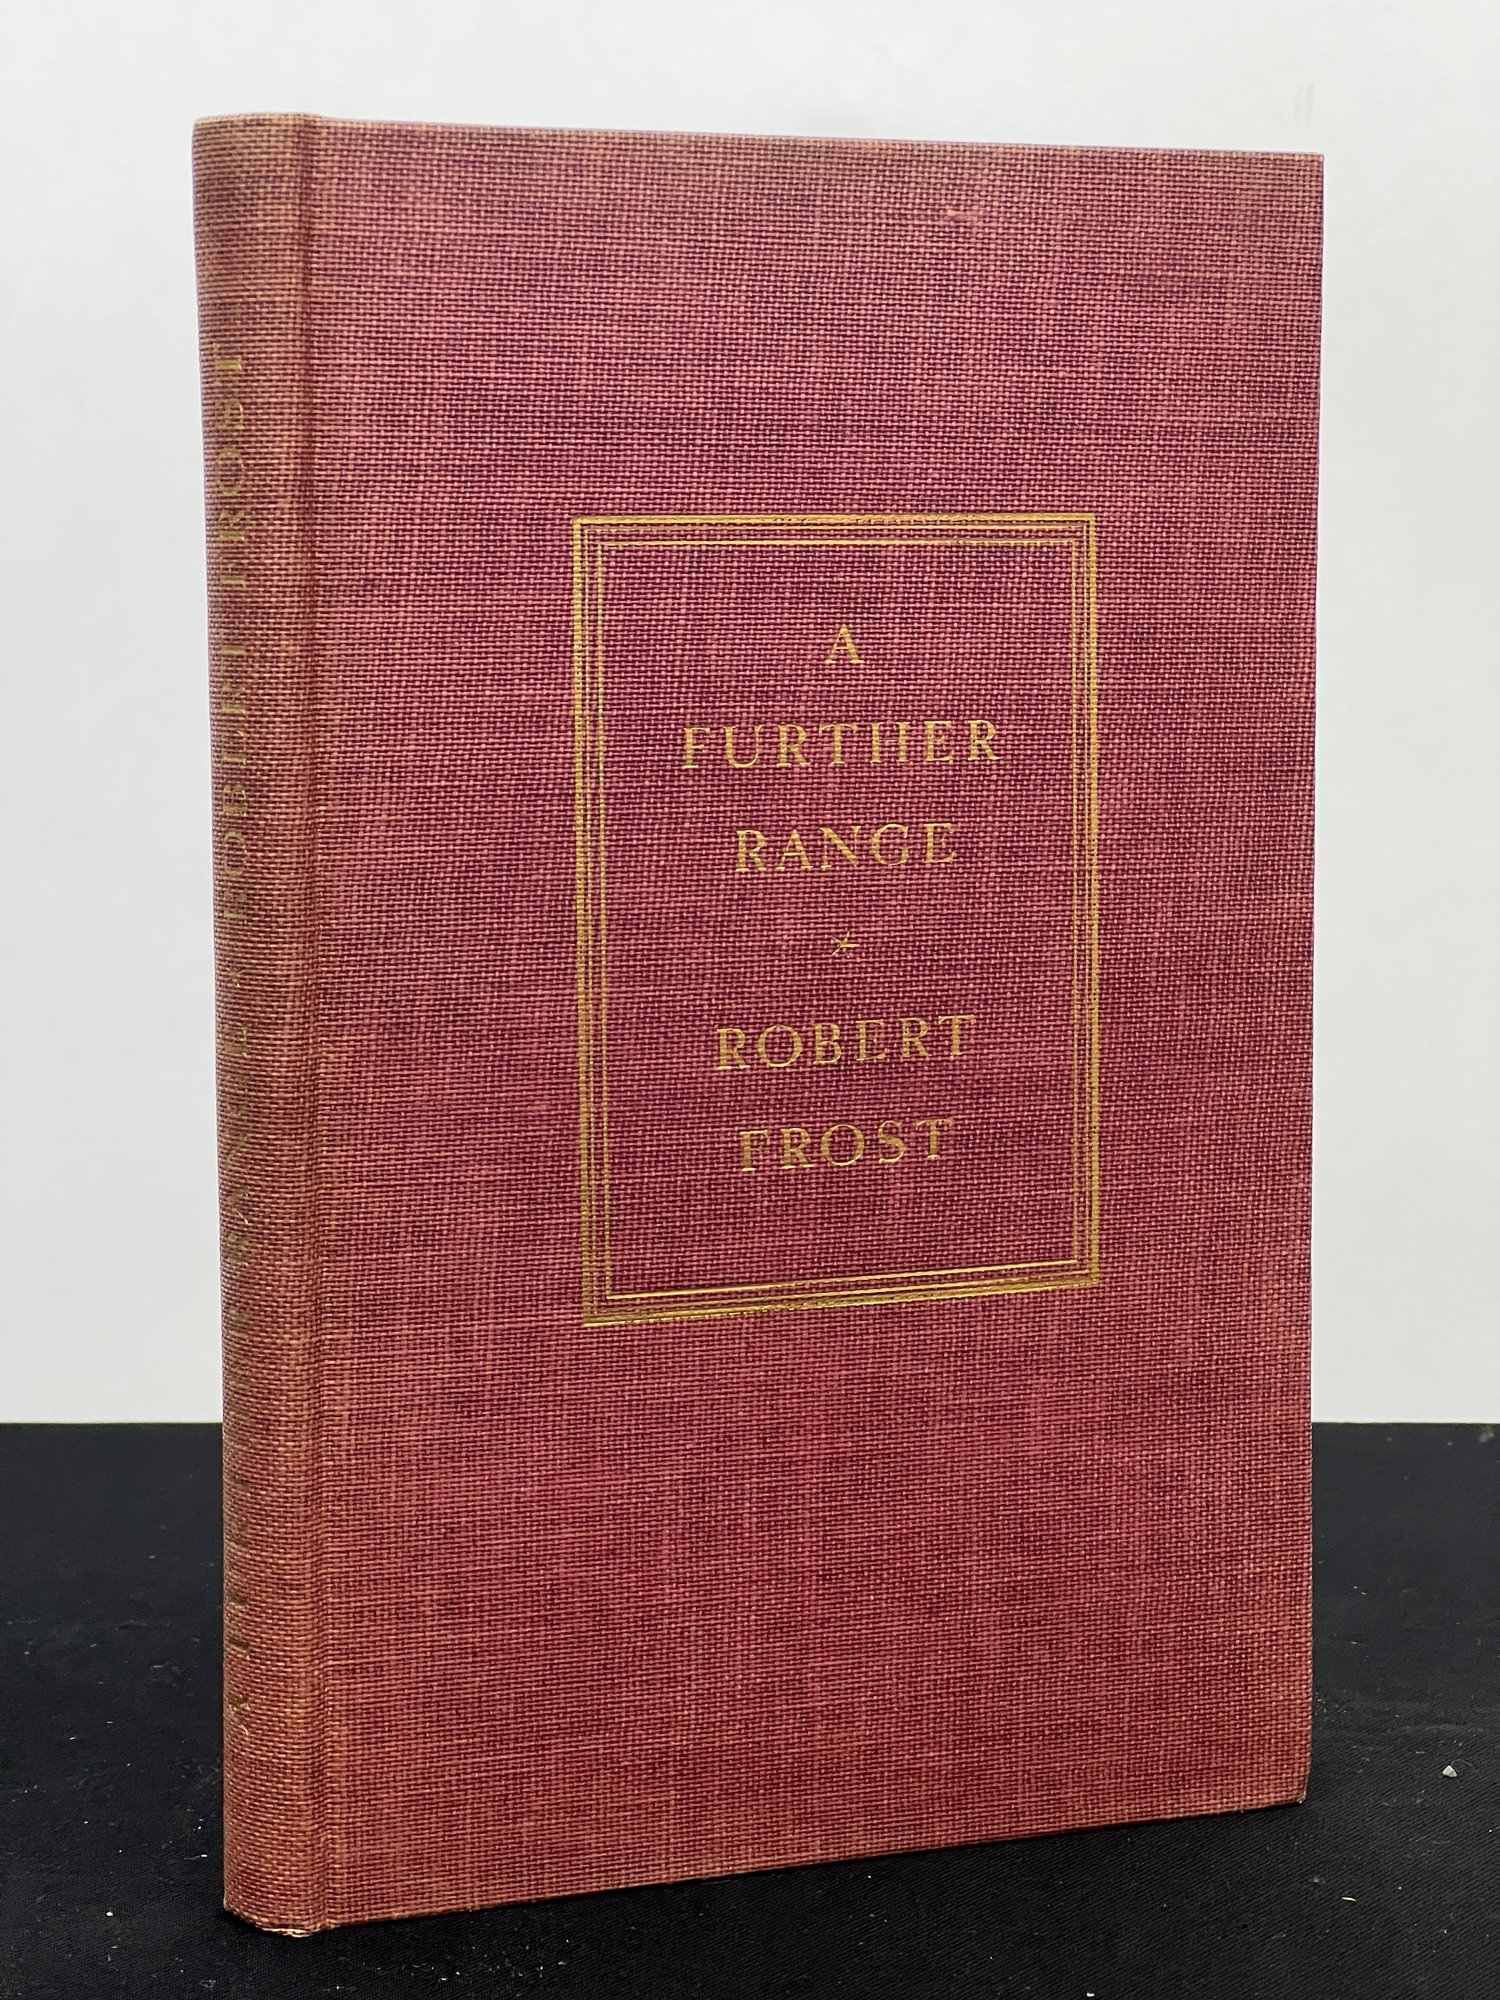 A
FURTHER
RANGE
*
ROBERT
FROST
A FURTHER RANGE * ROBERT FROST